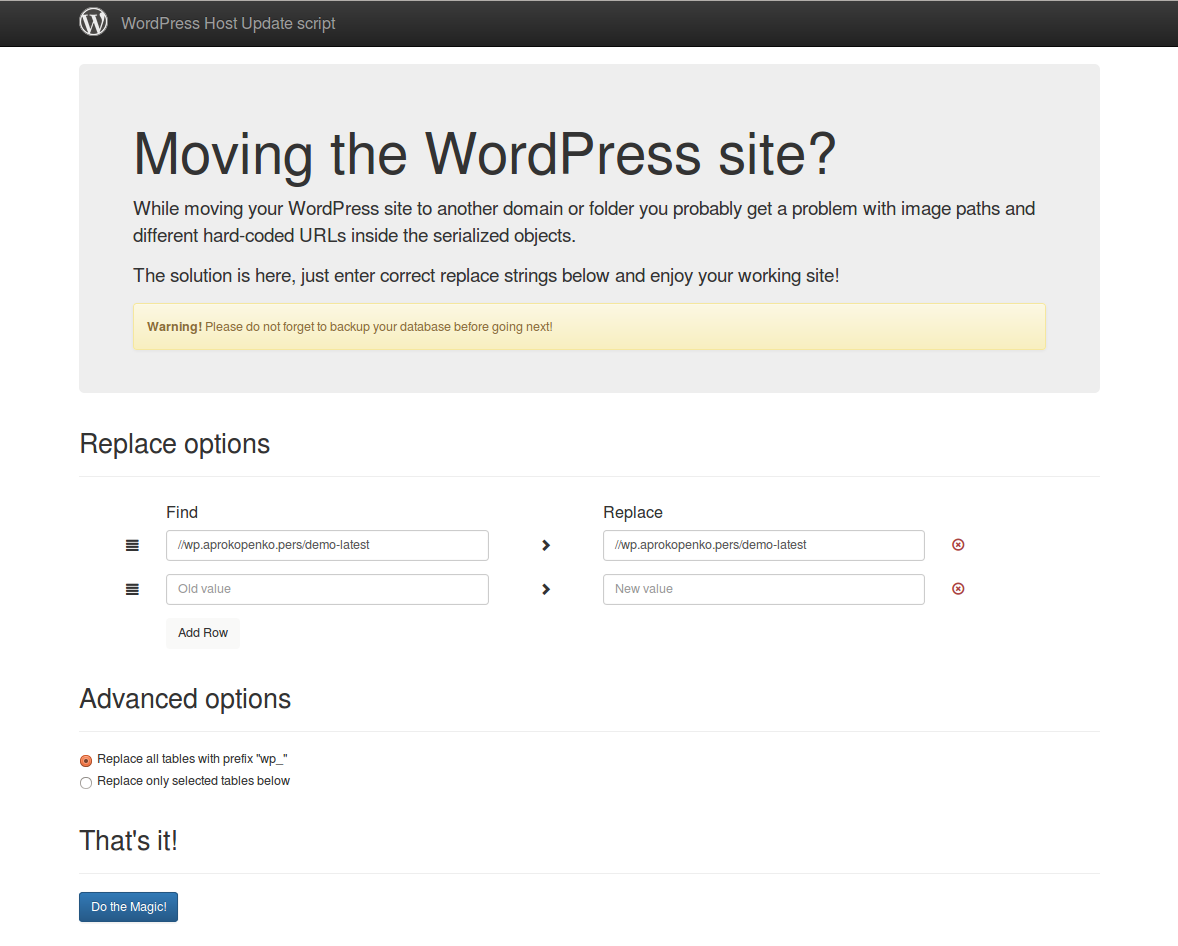 WordPress Host Update script
Moving the WordPress site?
While moving your WordPress site to another domain or folder you probably get a problem with image paths and
different hard-coded URLs inside the serialized objects.
The solution is here, just enter correct replace strings below and enjoy your working site!
Warning! Please do not forget to backup your database before going next!
Replace options
Find
Replace
//wp.aprokopenko.pers/demo-latest
//wp.aprokopenko.pers/demo-latest
Old value
New value
Add Row
Advanced options
Replace all tables with prefix "wp_"
Replace only selected tables below
That's it!
Do the Magic!